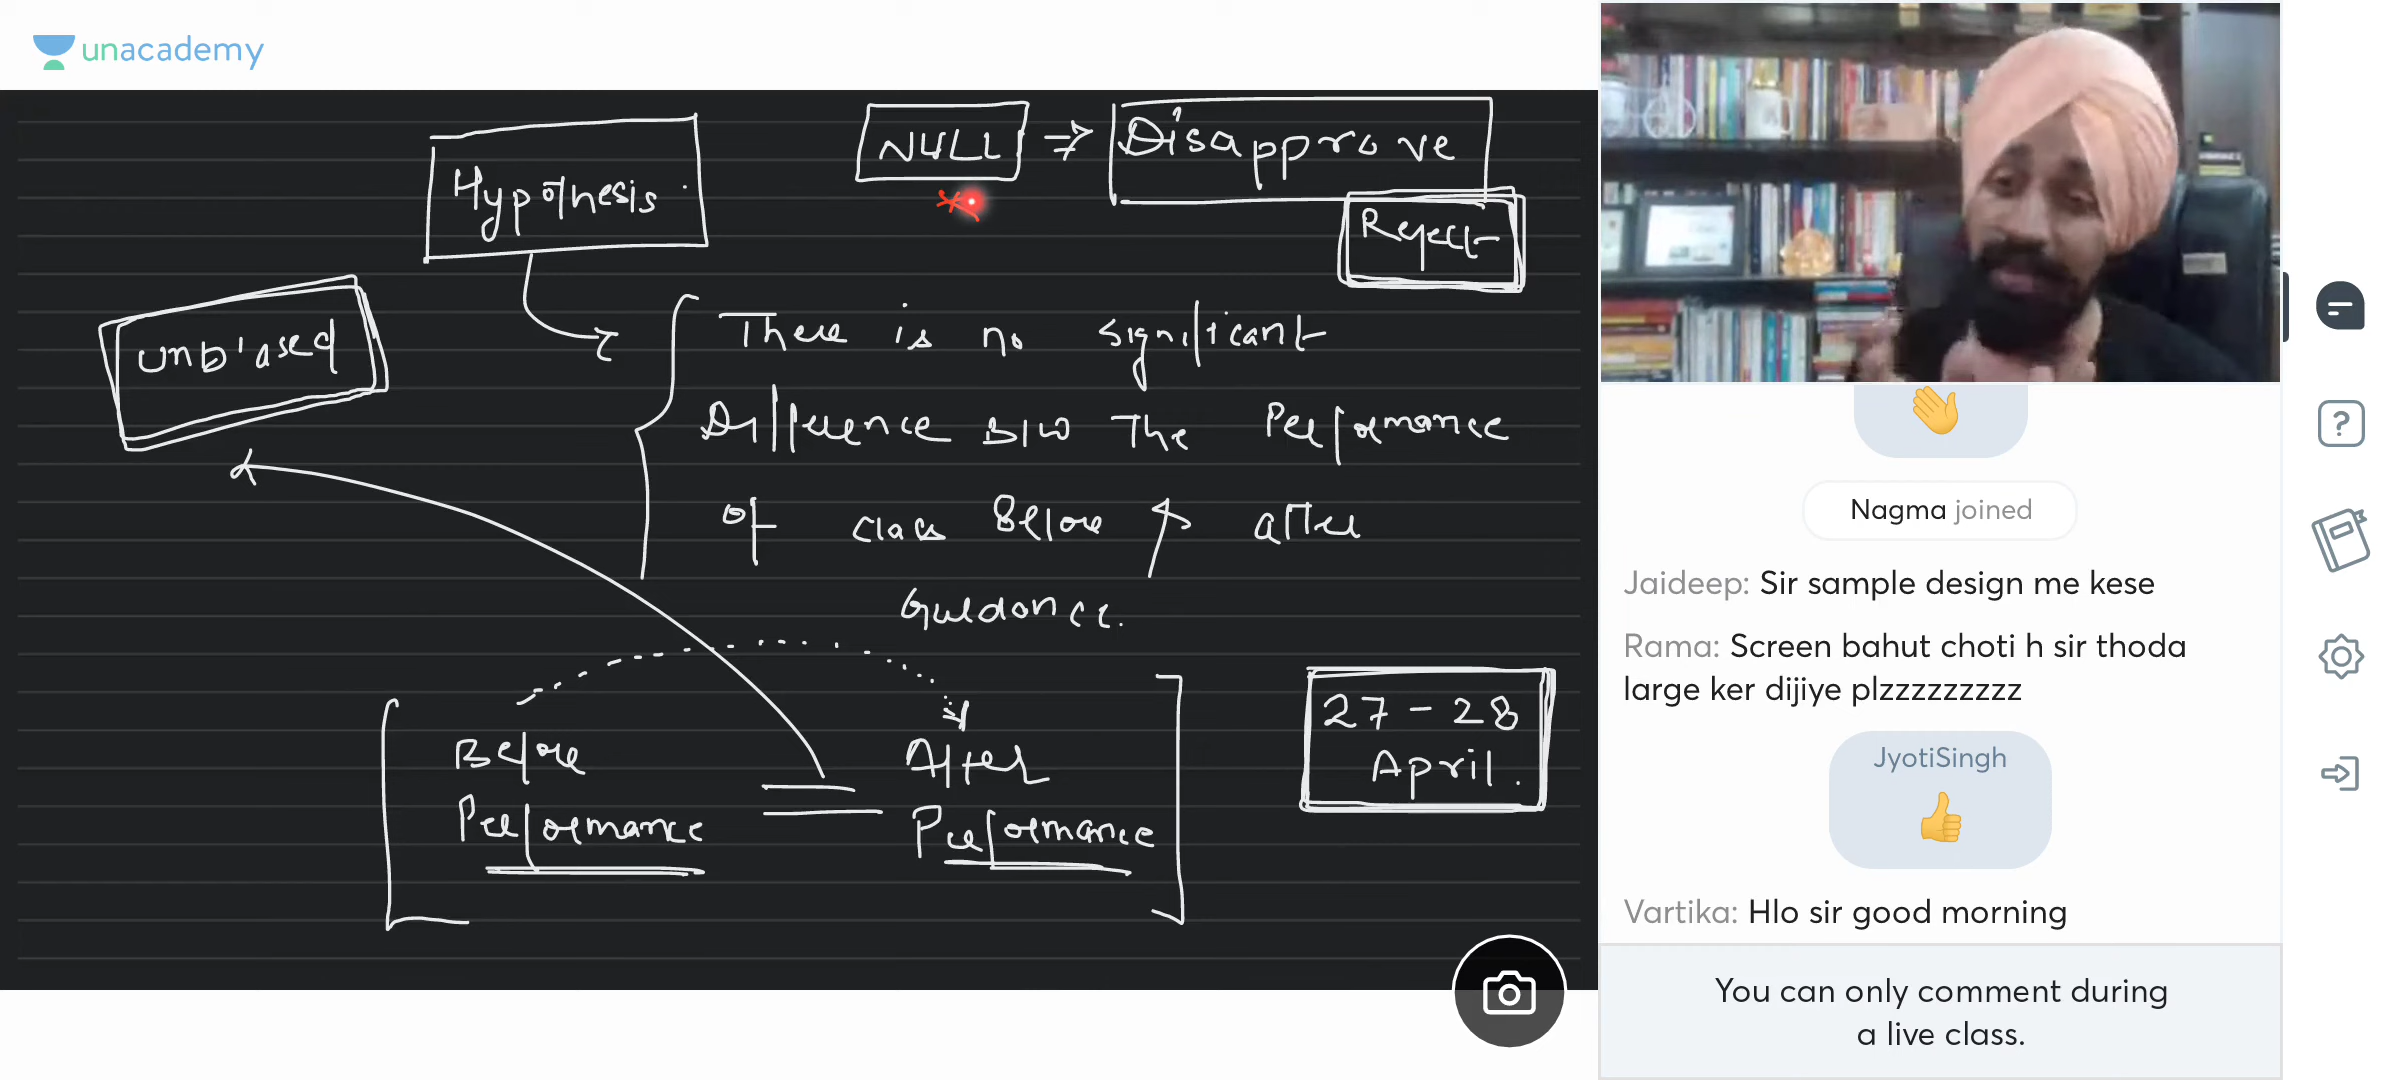 unacademy
NULL ⇒ Disapprove
Hypothesis.
Reject
unbiased
There is no significant
Difference B/w The Performance
of class Before & after
Guidance.
Before
Performance
=
After
Performance
27 - 28
April.
Nagma joined
Jaideep: Sir sample design me kese
Rama: Screen bahut choti h sir thoda
large ker dijiye plzzzzzzzzz
JyotiSingh
Vartika: Hlo sir good morning
You can only comment during
a live class.